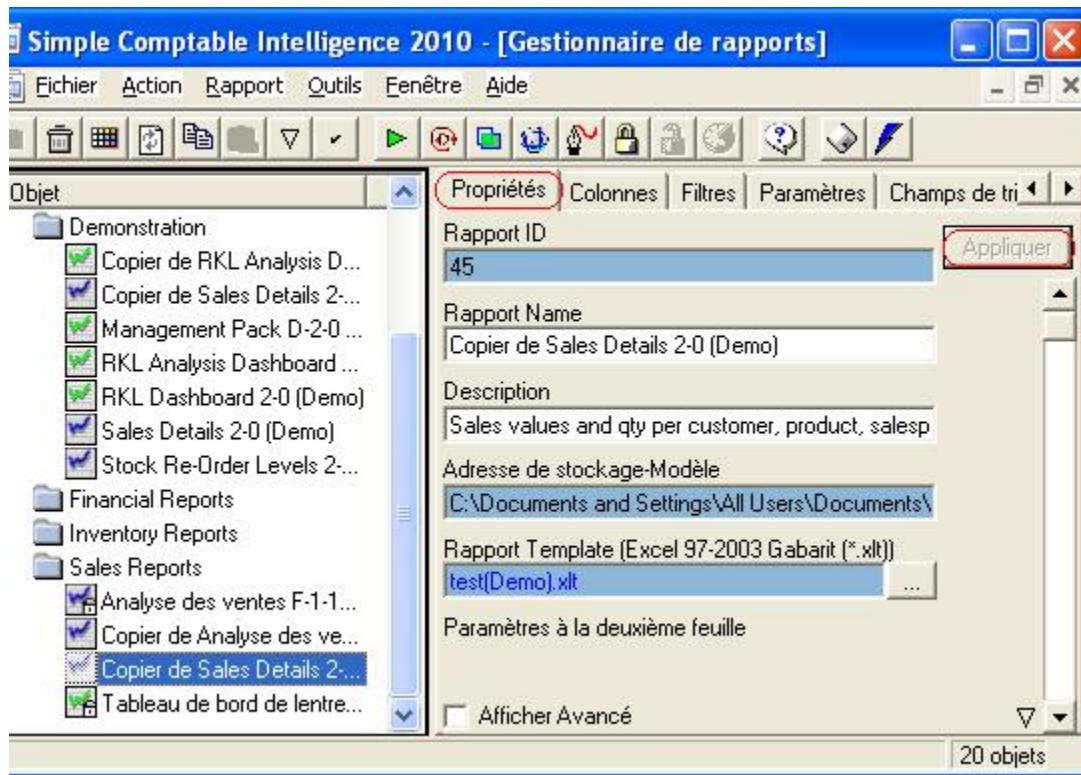 Simple Comptable Intelligence 2010 - [Gestionnaire de rapports]
Fichier Action Rapport Outils Fenêtre Aide
Objet
Demonstration
Copier de RKL Analysis D...
Copier de Sales Details 2-...
Management Pack D-2-0 ...
RKL Analysis Dashboard ...
RKL Dashboard 2-0 (Demo)
Sales Details 2-0 (Demo)
Stock Re-Order Levels 2-...
Financial Reports
Inventory Reports
Sales Reports
Analyse des ventes F-1-1...
Copier de Analyse des ve...
Copier de Sales Details 2-...
Tableau de bord de lentre...
Propriétés Colonnes Filtres Paramètres Champs de tri
Appliquer
Rapport ID
45
Rapport Name
Copier de Sales Details 2-0 (Demo)
Description
Sales values and qty per customer, product, salesp
Adresse de stockage-Modèle
C:\Documents and Settings\All Users\Documents\
Rapport Template (Excel 97-2003 Gabarit (*.xlt))
test(Demo).xlt
...
Paramètres à la deuxième feuille
Afficher Avancé
20 objets